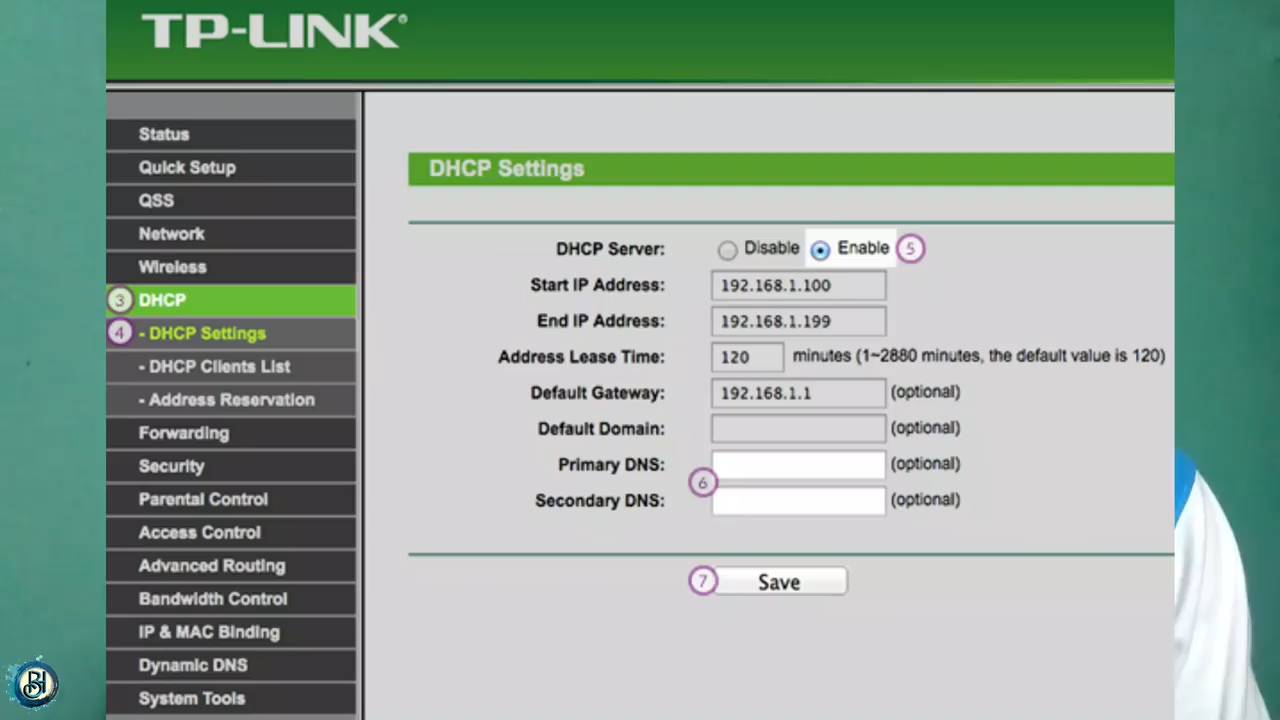 TP-LINK®
Status
Quick Setup
QSS
Network
Wireless
3 DHCP
4 - DHCP Settings
- DHCP Clients List
- Address Reservation
Forwarding
Security
Parental Control
Access Control
Advanced Routing
Bandwidth Control
IP & MAC Binding
Dynamic DNS
System Tools
DHCP Settings
DHCP Server: Disable Enable 5
Start IP Address: 192.168.1.100
End IP Address: 192.168.1.199
Address Lease Time: 120 minutes (1~2880 minutes, the default value is 120)
Default Gateway: 192.168.1.1 (optional)
Default Domain: (optional)
Primary DNS: (optional)
6
Secondary DNS: (optional)
7 Save
BH